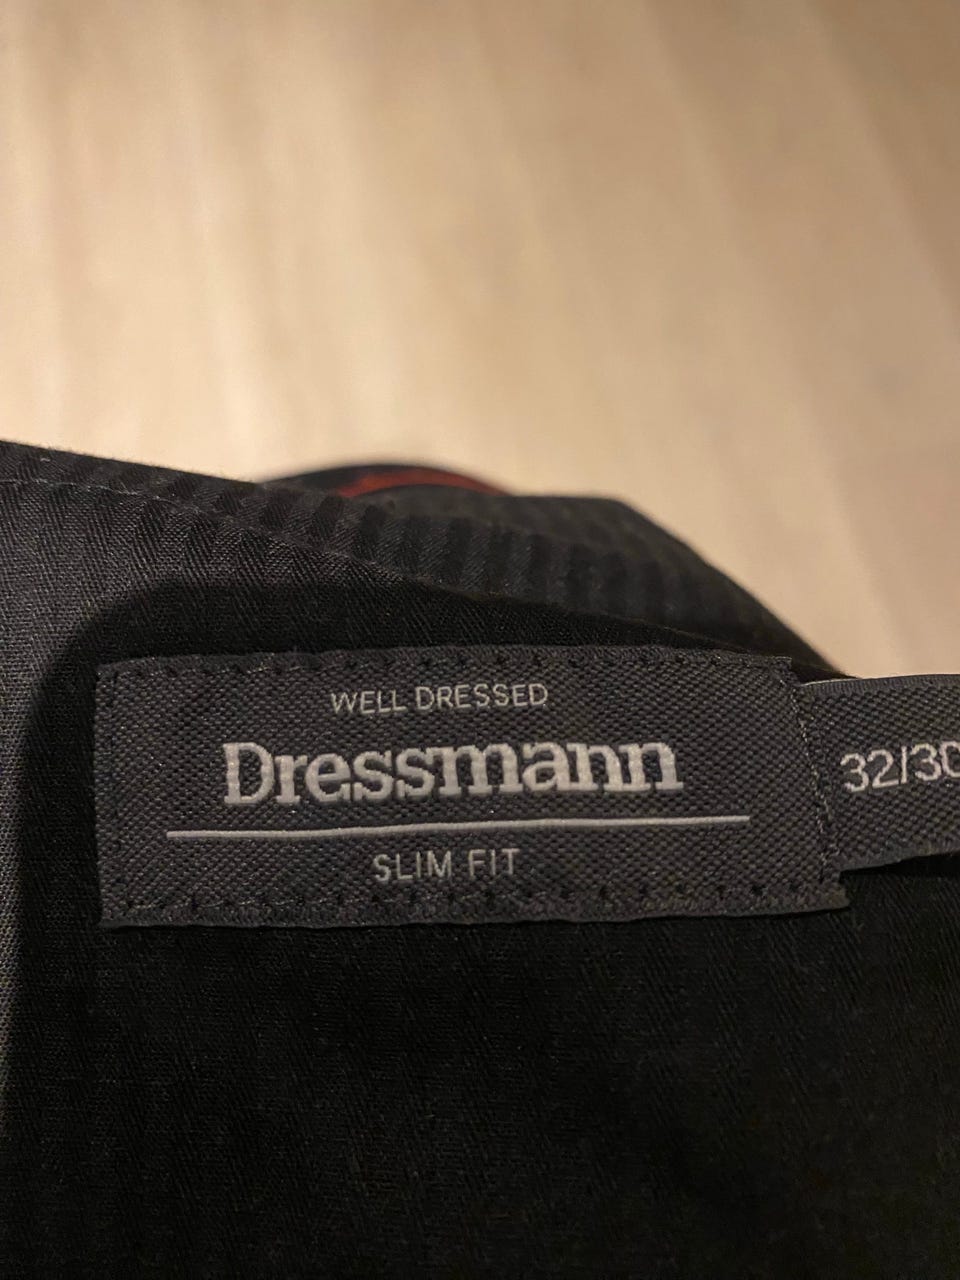 WELL DRESSED
Dressmann
SLIM FIT
32/30